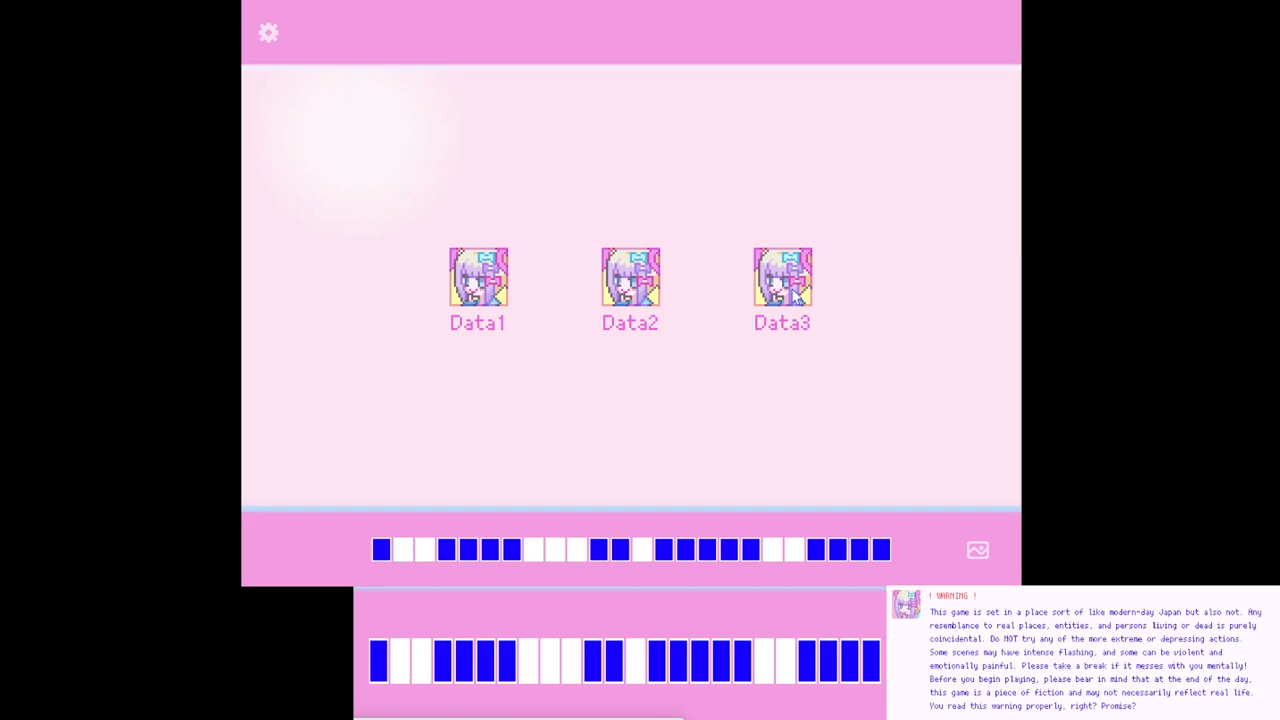 Data1 Data2 Data3
! WARNING !
This game is set in a place sort of like modern-day Japan but also not. Any
resemblance to real places, entities, and persons living or dead is purely
coincidental. Do NOT try any of the more extreme or depressing actions.
Some scenes may have intense flashing, and some can be violent and
emotionally painful. Please take a break if it messes with you mentally!
Before you begin playing, please bear in mind that at the end of the day,
this game is a piece of fiction and may not necessarily reflect real life.
You read this warning properly, right? Promise?